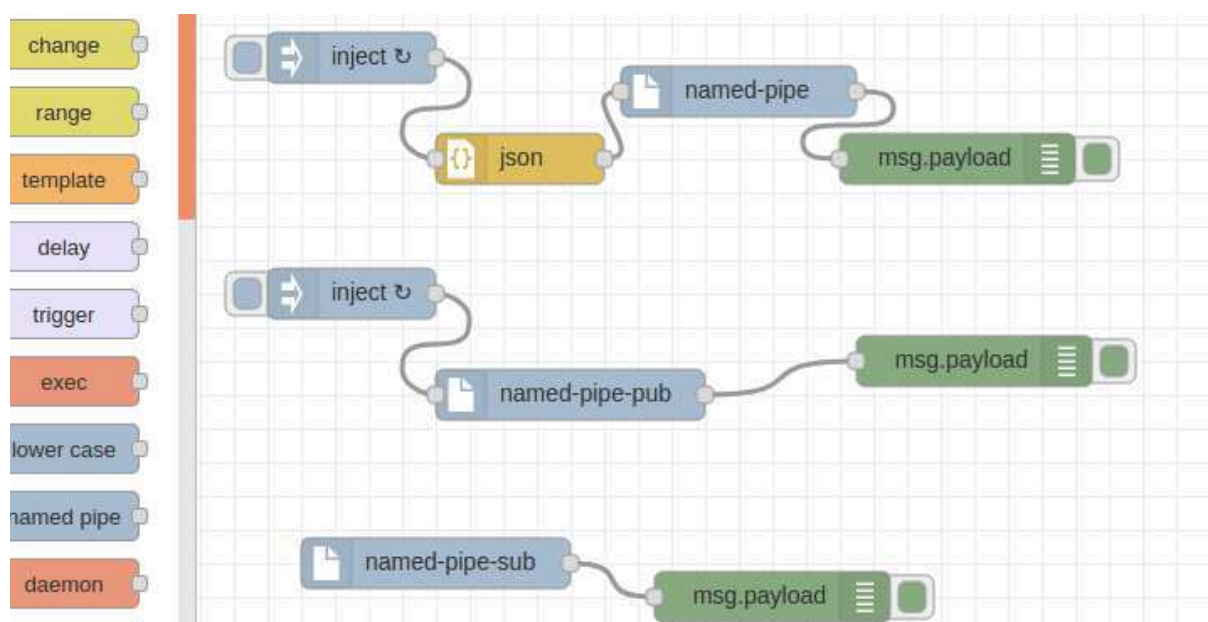 change
range
template
delay
trigger
exec
lower case
named pipe
daemon
inject ↻
json
named-pipe
msg.payload
inject ↻
named-pipe-pub
msg.payload
named-pipe-sub
msg.payload